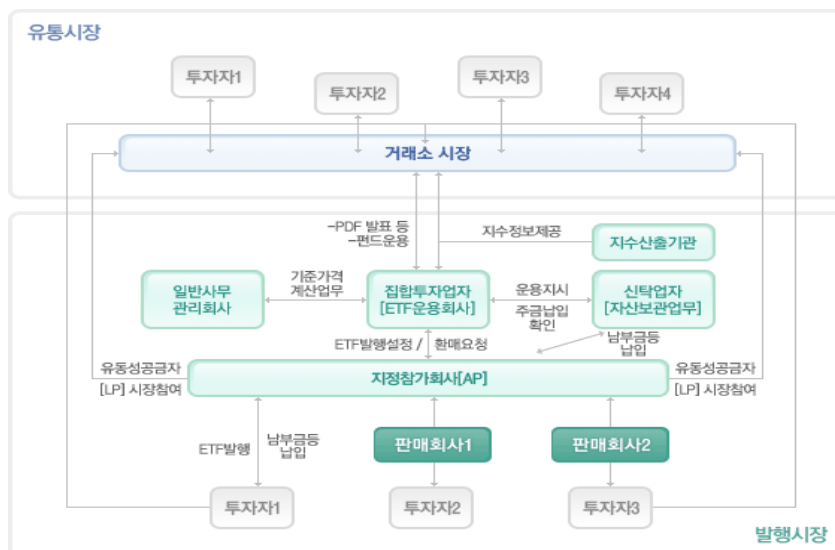 유통시장
투자자1
투자자2
투자자3
투자자4
거래소 시장
-PDF 발표 등
-펀드운용
지수정보제공
지수산출기관
일반사무
관리회사
기준가격
계산업무
집합투자업자
[ETF운용회사]
운용지시
주금납입
확인
신탁업자
[자산보관업무]
ETF발행설정 / 환매요청
남부금등
납입
유동성공급자
[LP] 시장참여
지정참가회사[AP]
유동성공급자
[LP] 시장참여
ETF발행
남부금등
납입
판매회사1
판매회사2
투자자1
투자자2
투자자3
발행시장